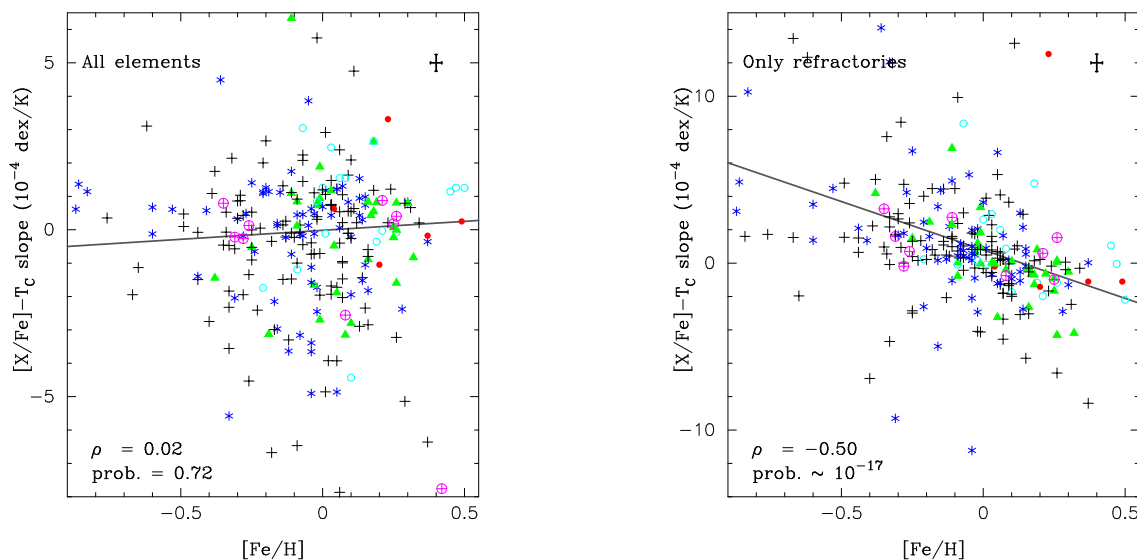 All elements
5
0
−5
[X/Fe]−T_C slope (10^−4 dex/K)
ρ = 0.02
prob. = 0.72
−0.5 0 0.5
[Fe/H]
Only refractories
10
0
−10
[X/Fe]−T_C slope (10^−4 dex/K)
ρ = −0.50
prob. ~ 10^−17
−0.5 0 0.5
[Fe/H]